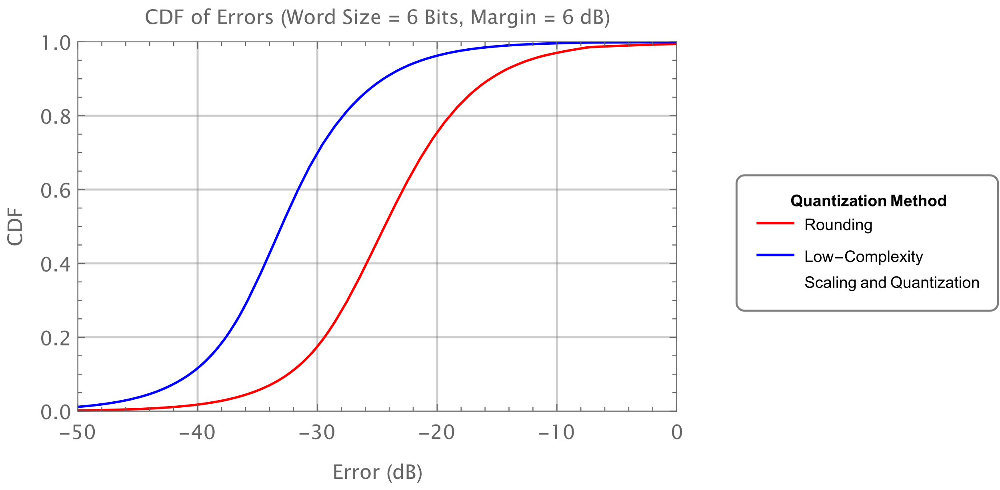 CDF of Errors (Word Size = 6 Bits, Margin = 6 dB)
1.0
0.8
0.6
0.4
0.2
0.0
CDF
−50 −40 −30 −20 −10 0
Error (dB)
Quantization Method
Rounding
Low−Complexity
Scaling and Quantization